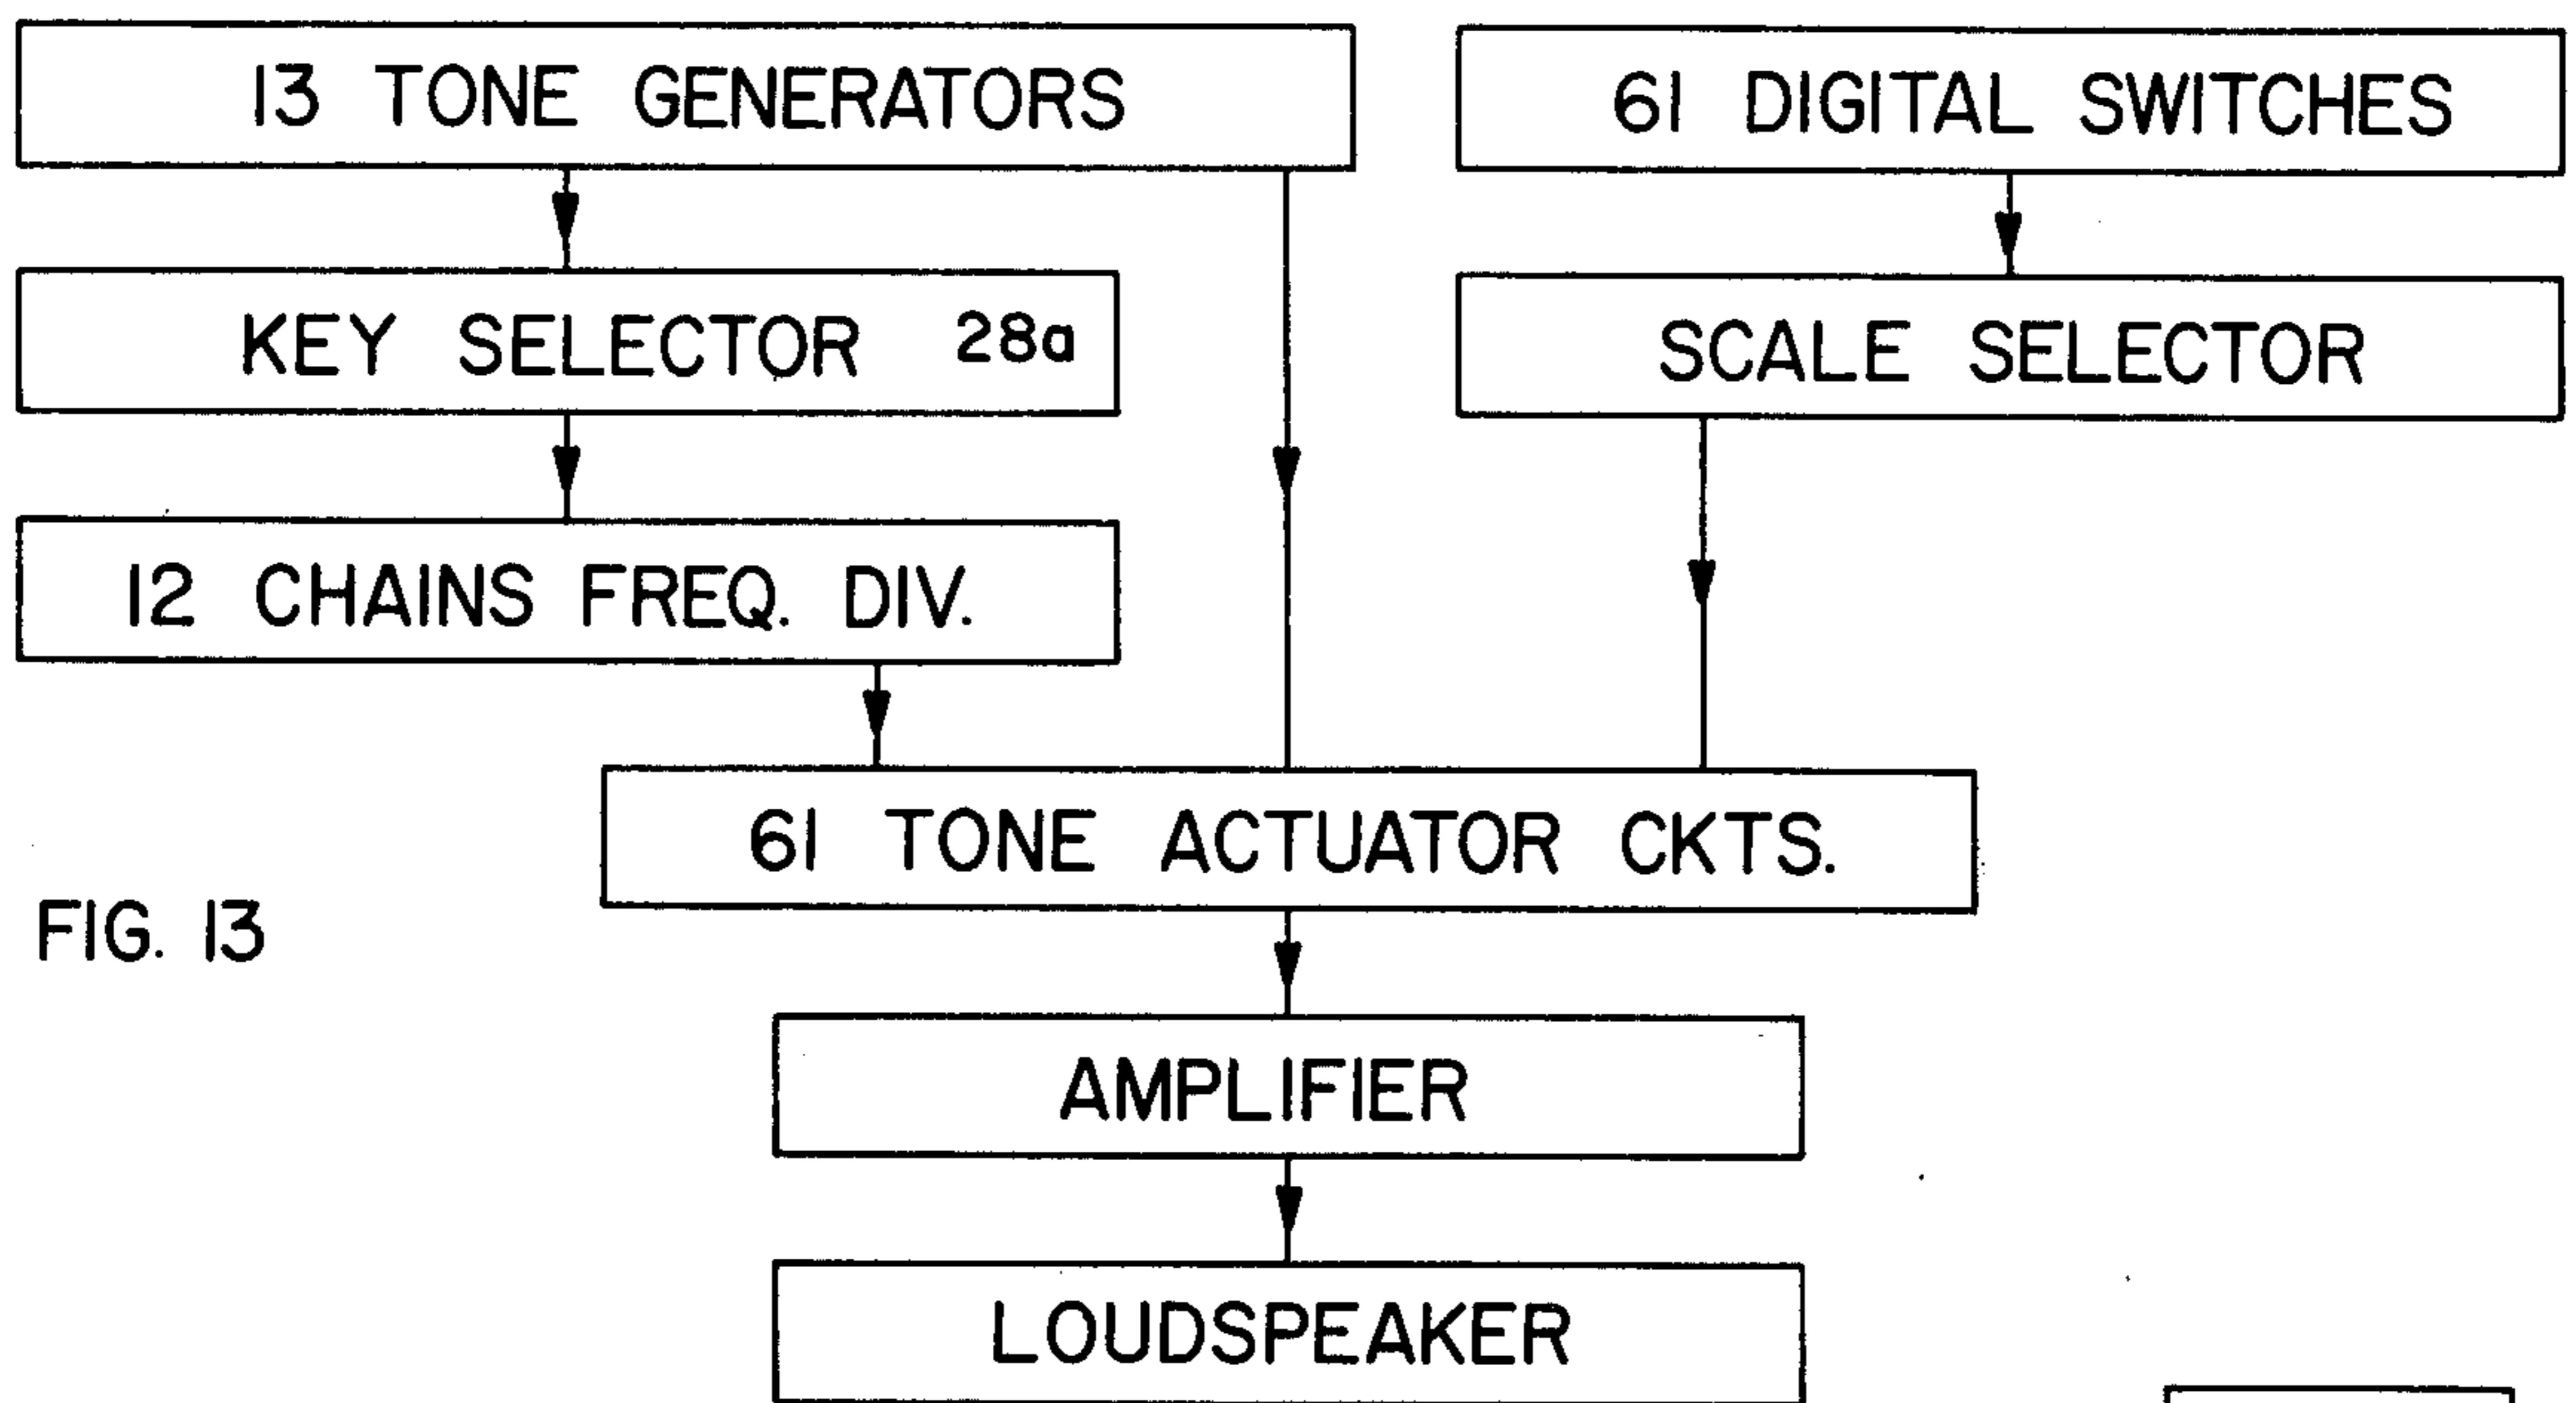 13 TONE GENERATORS
61 DIGITAL SWITCHES
KEY SELECTOR 28a
SCALE SELECTOR
12 CHAINS FREQ. DIV.
61 TONE ACTUATOR CKTS.
FIG. 13
AMPLIFIER
LOUDSPEAKER